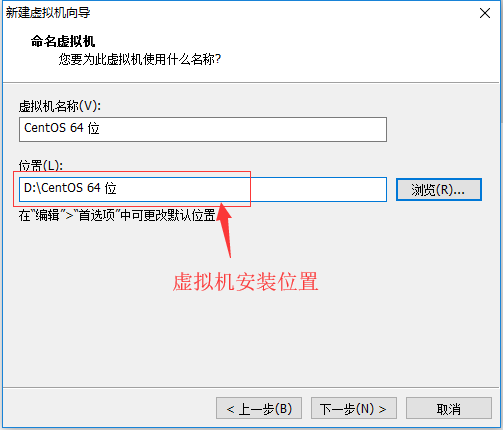 新建虚拟机向导
命名虚拟机
您要为此虚拟机使用什么名称?
虚拟机名称(V):
CentOS 64 位
位置(L):
D:\CentOS 64 位
浏览(R)...
在“编辑”>“首选项”中可更改默认位置。
虚拟机安装位置
< 上一步(B)
下一步(N) >
取消